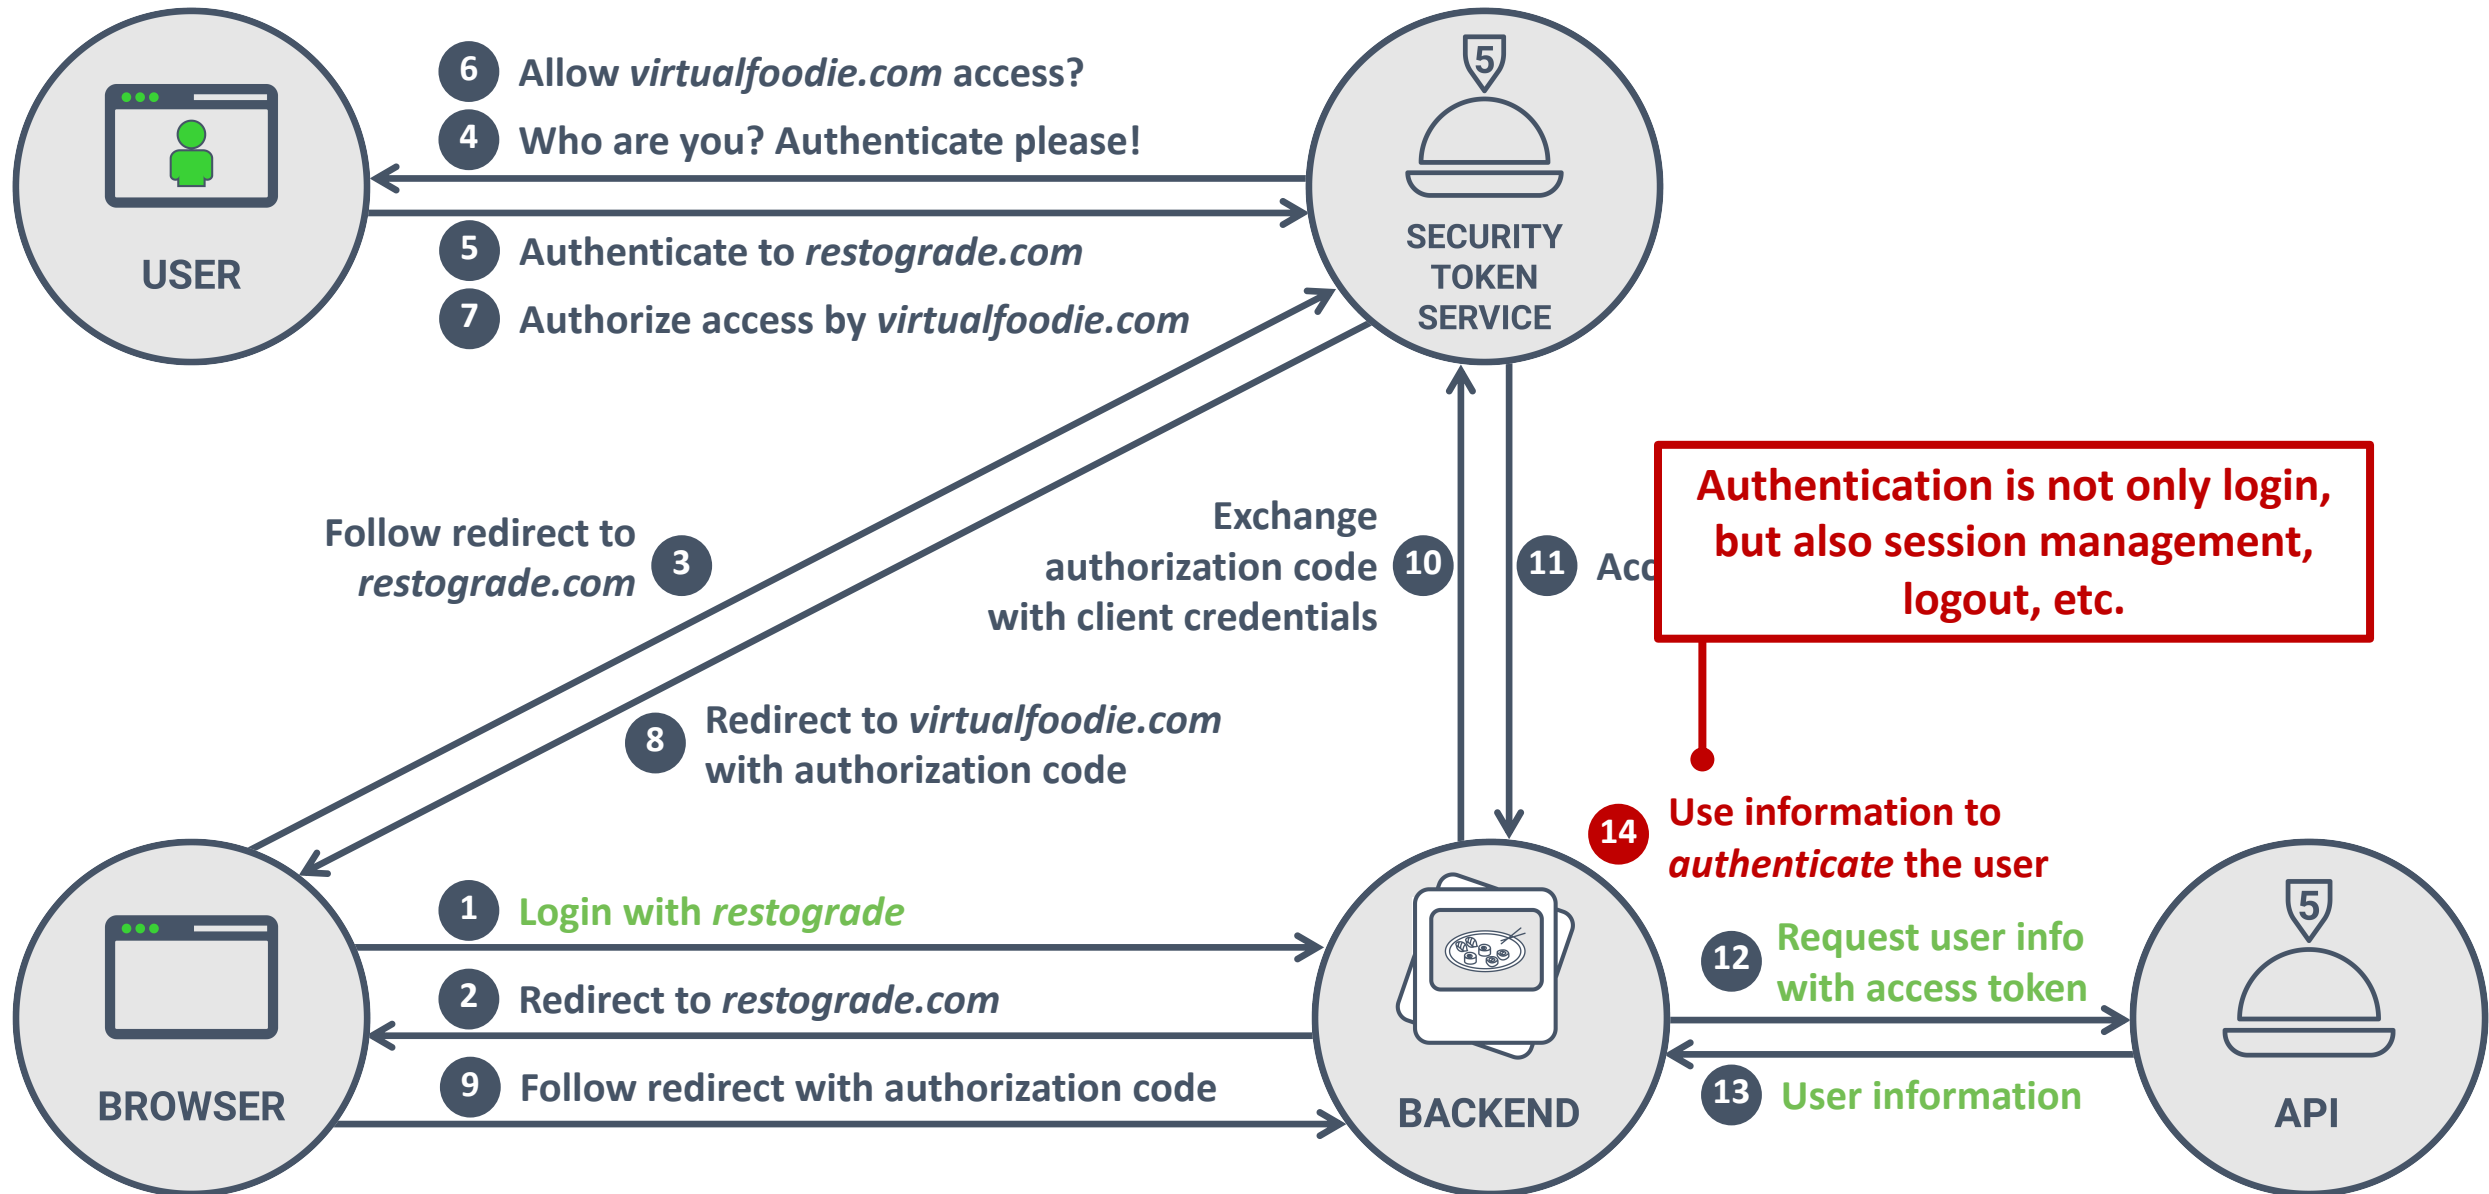 6 Allow virtualfoodie.com access?
4 Who are you? Authenticate please!
5 Authenticate to restograde.com
7 Authorize access by virtualfoodie.com
USER
5
SECURITY
TOKEN
SERVICE
Follow redirect to
restograde.com
3
Exchange
authorization code
with client credentials
10
11
Authentication is not only login,
but also session management,
logout, etc.
8
Redirect to virtualfoodie.com
with authorization code
14
Use information to
authenticate the user
1 Login with restograde
2 Redirect to restograde.com
9 Follow redirect with authorization code
BROWSER
BACKEND
12
Request user info
with access token
13 User information
5
API